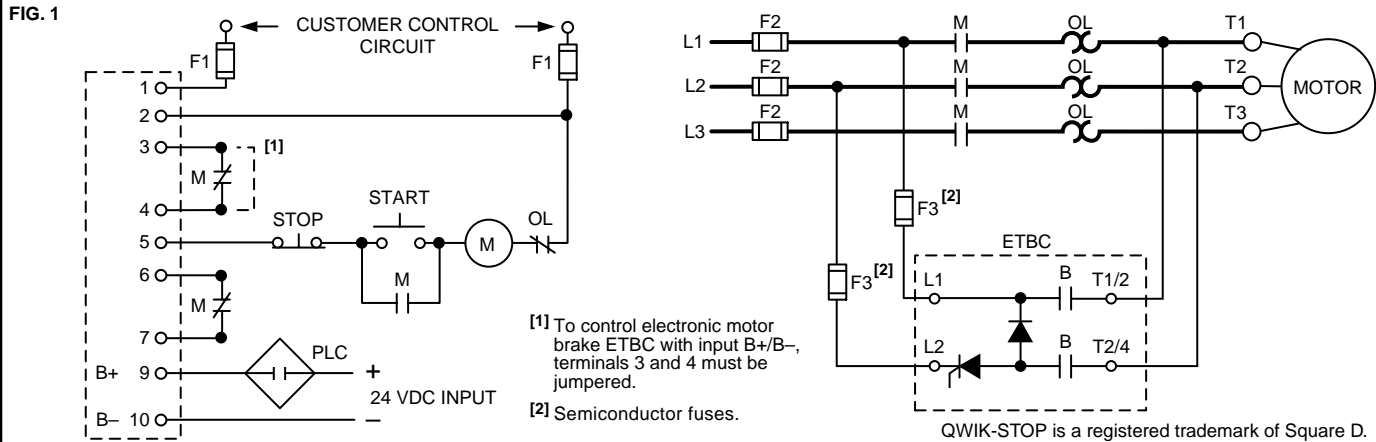 FIG. 1
CUSTOMER CONTROL
CIRCUIT
F1
F1
1
2
3
[1]
M
4
5
STOP
START
M
OL
M
6
M
7
PLC
B+ 9
+
24 VDC INPUT
B– 10
–
[1] To control electronic motor
brake ETBC with input B+/B–,
terminals 3 and 4 must be
jumpered.
[2] Semiconductor fuses.
L1
F2
M
OL
T1
L2
F2
M
OL
T2
MOTOR
L3
F2
M
OL
T3
F3 [2]
F3 [2]
ETBC
L1
B
T1/2
L2
B
T2/4
QWIK-STOP is a registered trademark of Square D.